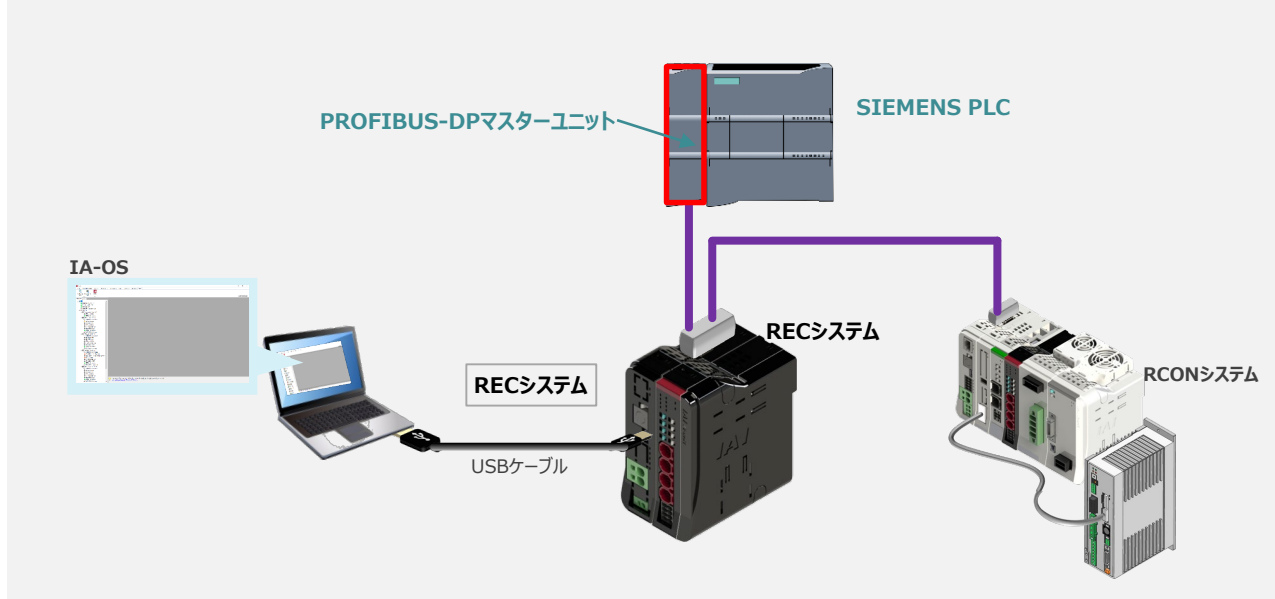 SIEMENS PLC
PROFIBUS-DPマスターユニット
IA-OS
RECシステム
RECシステム
RCONシステム
USBケーブル
IAI